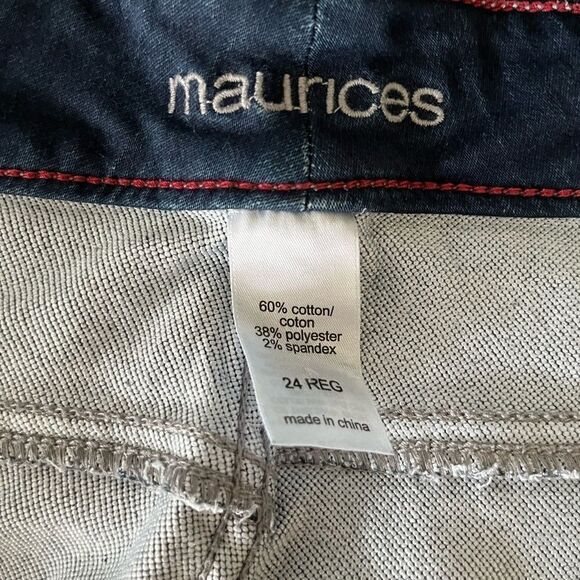 maurices
60% cotton/
coton
38% polyester
2% spandex
24 REG
made in china